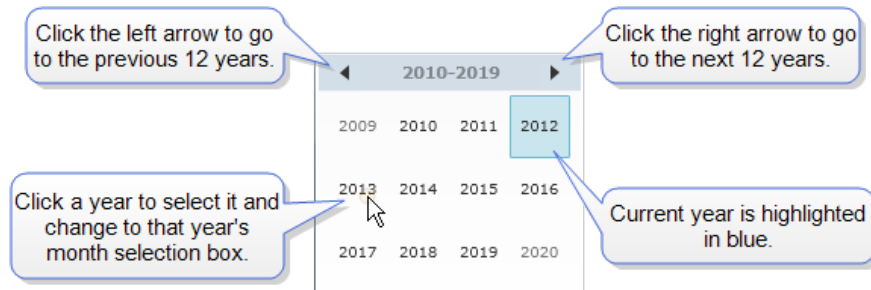 Click the left arrow to go
to the previous 12 years.
Click the right arrow to go
to the next 12 years.
2010-2019
2009 2010 2011 2012
2013 2014 2015 2016
Click a year to select it and
change to that year's
month selection box.
Current year is highlighted
in blue.
2017 2018 2019 2020